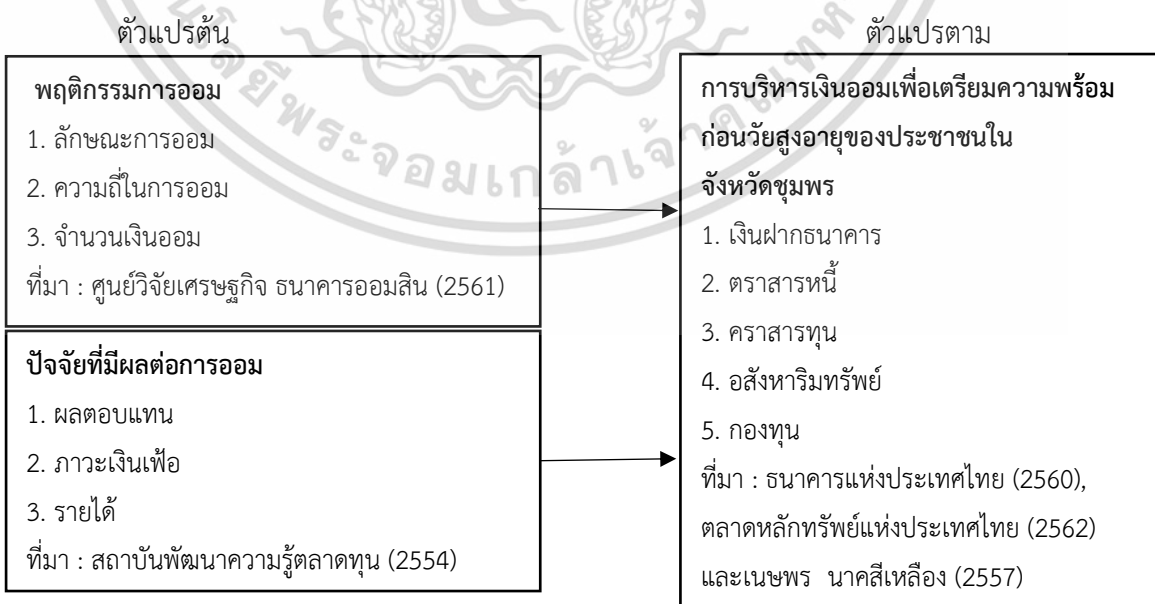 ตัวแปรต้น
พฤติกรรมการออม
1. ลักษณะการออม
2. ความถี่ในการออม
3. จำนวนเงินออม
ที่มา : ศูนย์วิจัยเศรษฐกิจ ธนาคารออมสิน (2561)
ปัจจัยที่มีผลต่อการออม
1. ผลตอบแทน
2. ภาวะเงินเฟ้อ
3. รายได้
ที่มา : สถาบันพัฒนาความรู้ตลาดทุน (2554)
ตัวแปรตาม
การบริหารเงินออมเพื่อเตรียมความพร้อม
ก่อนวัยสูงอายุของประชาชนใน
จังหวัดชุมพร
1. เงินฝากธนาคาร
2. ตราสารหนี้
3. คราสารทุน
4. อสังหาริมทรัพย์
5. กองทุน
ที่มา : ธนาคารแห่งประเทศไทย (2560),
ตลาดหลักทรัพย์แห่งประเทศไทย (2562)
และเนษพร นาคสีเหลือง (2557)
พระจอมเกล้าเจ้า